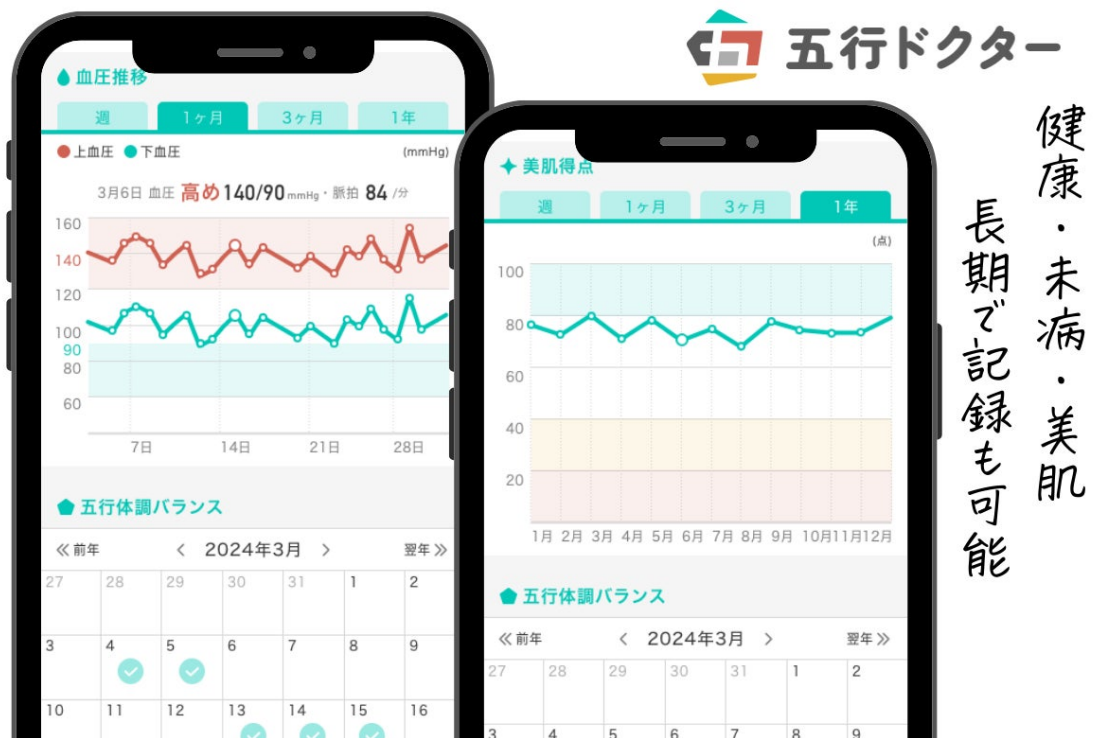 五行ドクター
健康・未病・美肌
長期で記録も可能
血圧推移
週 1ヶ月 3ヶ月 1年
上血圧 下血圧 (mmHg)
3月6日 血圧 高め 140/90 mmHg・脈拍 84 /分
160
140
120
100
90
80
60
7日 14日 21日 28日
五行体調バランス
≪前年 < 2024年3月 > 翌年≫
27 28 29 30 31 1 2
3 4 5 6 7 8 9
10 11 12 13 14 15 16
美肌得点
週 1ヶ月 3ヶ月 1年
(点)
100
80
60
40
20
1月 2月 3月 4月 5月 6月 7月 8月 9月 10月 11月 12月
五行体調バランス
≪前年 < 2024年3月 > 翌年≫
27 28 29 30 31 1 2
3 4 5 6 7 8 9